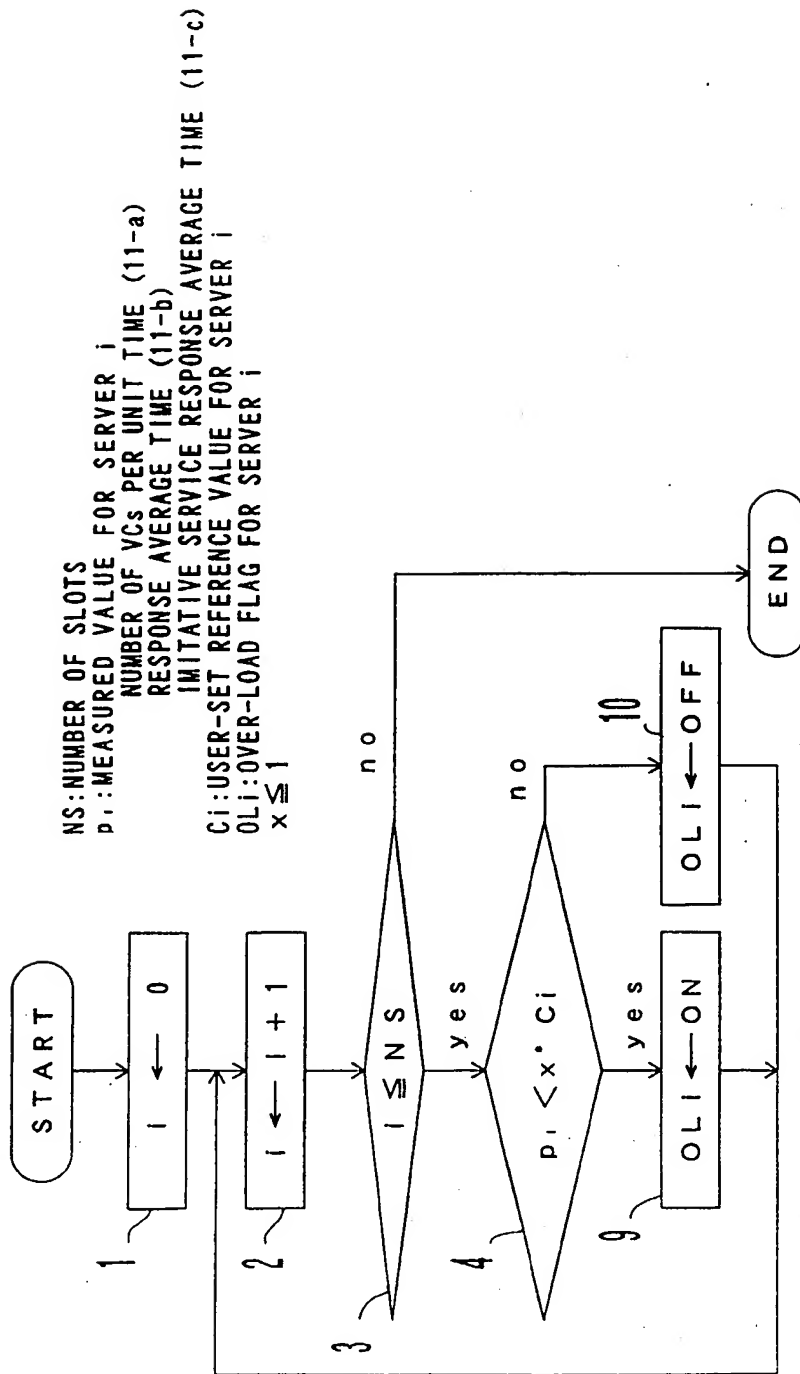 NS:NUMBER OF SLOTS
pi:MEASURED VALUE FOR SERVER i
NUMBER OF VCs PER UNIT TIME (11-a)
RESPONSE AVERAGE TIME (11-b)
IMITATIVE SERVICE RESPONSE AVERAGE TIME (11-c)
Ci:USER-SET REFERENCE VALUE FOR SERVER i
OLi:OVER-LOAD FLAG FOR SERVER i
x ≦ 1
START
1
i ← 0
2
i ← i + 1
3
i ≦ NS
no
yes
4
pi < x * Ci
no
yes
9
OLi ← ON
10
OLi ← OFF
END